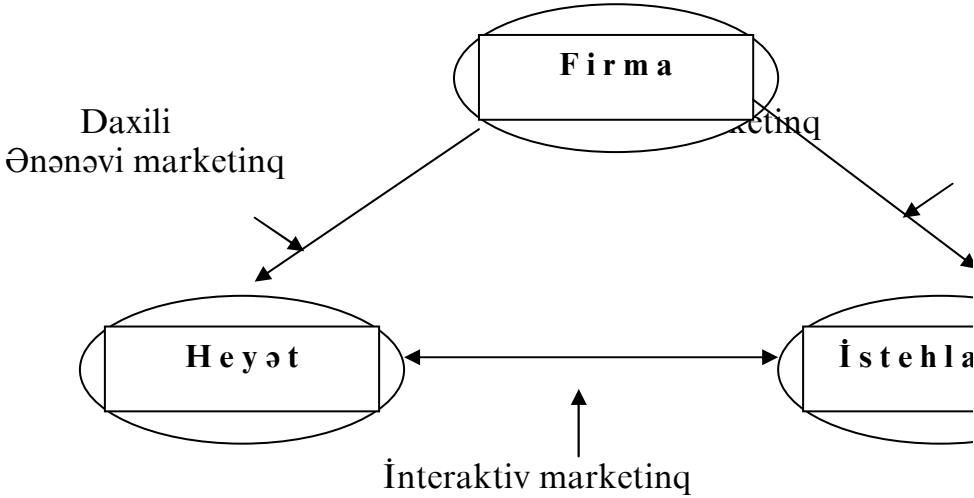 Firma
Daxili
Ənənəvi marketinq
Heyət
İnteraktiv marketinq